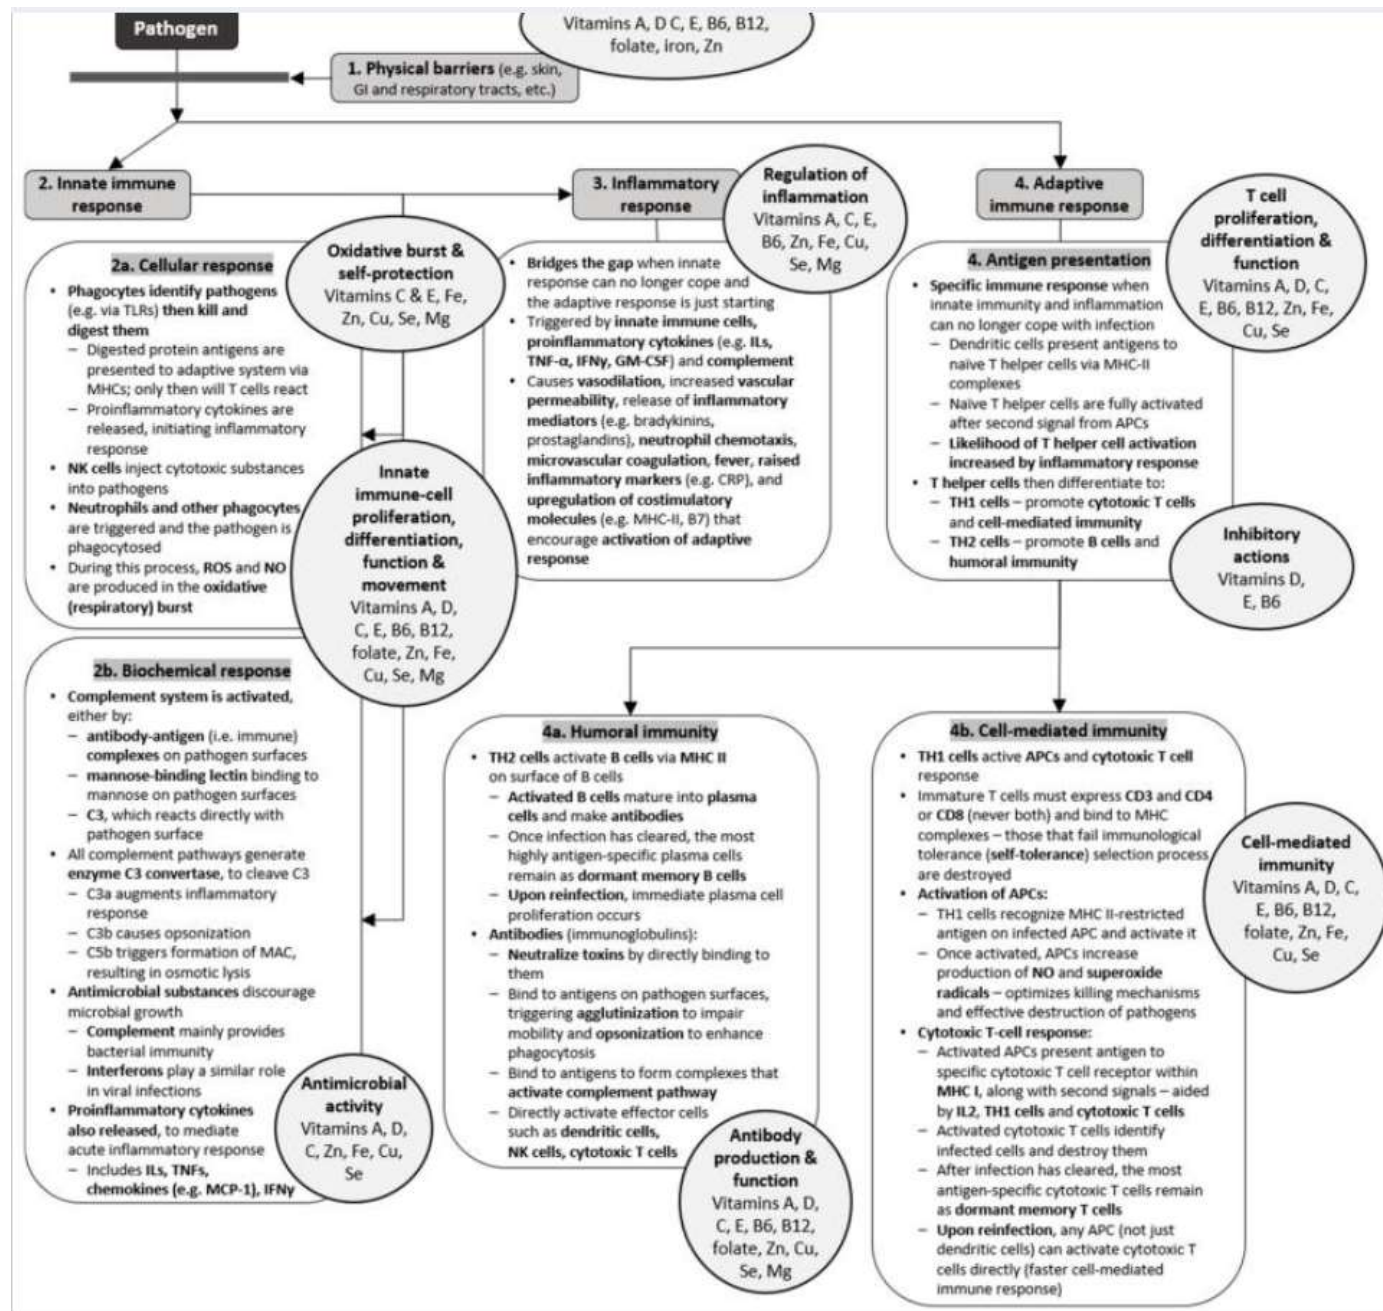 Pathogen
Vitamins A, D C, E, B6, B12,
folate, iron, Zn
1. Physical barriers (e.g. skin,
GI and respiratory tracts, etc.)
2. Innate immune
response
3. Inflammatory
response
Regulation of
inflammation
Vitamins A, C, E,
B6, Zn, Fe, Cu,
Se, Mg
4. Adaptive
immune response
T cell
proliferation,
differentiation &
function
Vitamins A, D, C,
E, B6, B12, Zn, Fe,
Cu, Se
Oxidative burst &
self-protection
Vitamins C & E, Fe,
Zn, Cu, Se, Mg
2a. Cellular response
• Phagocytes identify pathogens
(e.g. via TLRs) then kill and
digest them
– Digested protein antigens are
presented to adaptive system via
MHCs; only then will T cells react
– Proinflammatory cytokines are
released, initiating inflammatory
response
• NK cells inject cytotoxic substances
into pathogens
• Neutrophils and other phagocytes
are triggered and the pathogen is
phagocytosed
• During this process, ROS and NO
are produced in the oxidative
(respiratory) burst
Innate
immune-cell
proliferation,
differentiation,
function &
movement
Vitamins A, D,
C, E, B6, B12,
folate, Zn, Fe,
Cu, Se, Mg
• Bridges the gap when innate
response can no longer cope and
the adaptive response is just starting
• Triggered by innate immune cells,
proinflammatory cytokines (e.g. ILs,
TNF-α, IFNγ, GM-CSF) and complement
• Causes vasodilation, increased vascular
permeability, release of inflammatory
mediators (e.g. bradykinins,
prostaglandins), neutrophil chemotaxis,
microvascular coagulation, fever, raised
inflammatory markers (e.g. CRP), and
upregulation of costimulatory
molecules (e.g. MHC-II, B7) that
encourage activation of adaptive
response
4. Antigen presentation
• Specific immune response when
innate immunity and inflammation
can no longer cope with infection
– Dendritic cells present antigens to
naïve T helper cells via MHC-II
complexes
– Naïve T helper cells are fully activated
after second signal from APCs
– Likelihood of T helper cell activation
increased by inflammatory response
• T helper cells then differentiate to:
– TH1 cells – promote cytotoxic T cells
and cell-mediated immunity
– TH2 cells – promote B cells and
humoral immunity
Inhibitory
actions
Vitamins D,
E, B6
2b. Biochemical response
• Complement system is activated,
either by:
– antibody-antigen (i.e. immune)
complexes on pathogen surfaces
– mannose-binding lectin binding to
mannose on pathogen surfaces
– C3, which reacts directly with
pathogen surface
• All complement pathways generate
enzyme C3 convertase, to cleave C3
– C3a augments inflammatory
response
– C3b causes opsonization
– C5b triggers formation of MAC,
resulting in osmotic lysis
• Antimicrobial substances discourage
microbial growth
– Complement mainly provides
bacterial immunity
– Interferons play a similar role
in viral infections
• Proinflammatory cytokines
also released, to mediate
acute inflammatory response
– Includes ILs, TNFs,
chemokines (e.g. MCP-1), IFNγ
Antimicrobial
activity
Vitamins A, D,
C, Zn, Fe, Cu,
Se
4a. Humoral immunity
• TH2 cells activate B cells via MHC II
on surface of B cells
– Activated B cells mature into plasma
cells and make antibodies
– Once infection has cleared, the most
highly antigen-specific plasma cells
remain as dormant memory B cells
– Upon reinfection, immediate plasma cell
proliferation occurs
• Antibodies (immunoglobulins):
– Neutralize toxins by directly binding to
them
– Bind to antigens on pathogen surfaces,
triggering agglutinization to impair
mobility and opsonization to enhance
phagocytosis
– Bind to antigens to form complexes that
activate complement pathway
– Directly activate effector cells
such as dendritic cells,
NK cells, cytotoxic T cells
Antibody
production &
function
Vitamins A, D,
C, E, B6, B12,
folate, Zn, Cu,
Se, Mg
4b. Cell-mediated immunity
• TH1 cells active APCs and cytotoxic T cell
response
• Immature T cells must express CD3 and CD4
or CD8 (never both) and bind to MHC
complexes – those that fail immunological
tolerance (self-tolerance) selection process
are destroyed
• Activation of APCs:
– TH1 cells recognize MHC II-restricted
antigen on infected APC and activate it
– Once activated, APCs increase
production of NO and superoxide
radicals – optimizes killing mechanisms
and effective destruction of pathogens
• Cytotoxic T-cell response:
– Activated APCs present antigen to
specific cytotoxic T cell receptor within
MHC I, along with second signals – aided
by IL2, TH1 cells and cytotoxic T cells
– Activated cytotoxic T cells identify
infected cells and destroy them
– After infection has cleared, the most
antigen-specific cytotoxic T cells remain
as dormant memory T cells
– Upon reinfection, any APC (not just
dendritic cells) can activate cytotoxic T
cells directly (faster cell-mediated
immune response)
Cell-mediated
immunity
Vitamins A, D, C,
E, B6, B12,
folate, Zn, Fe,
Cu, Se